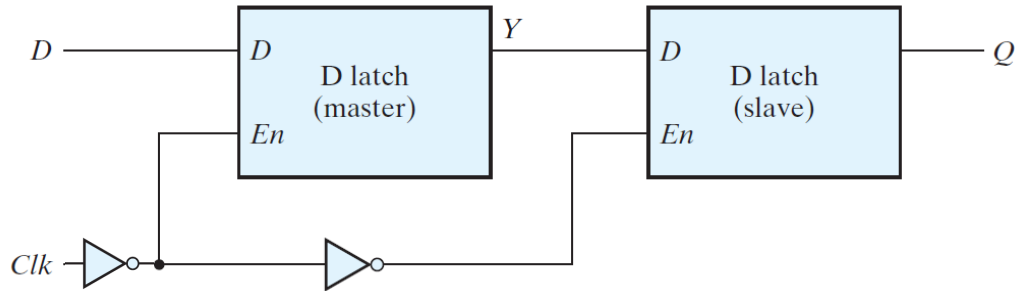 D
D
D latch
(master)
En
Y
D
D latch
(slave)
En
Q
Clk